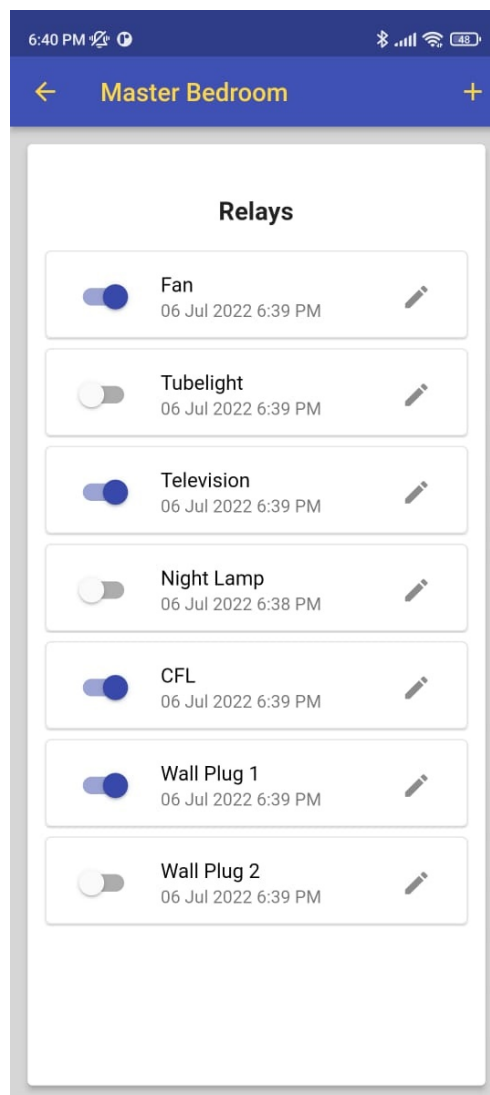 6:40 PM
48
Master Bedroom
Relays
Fan
06 Jul 2022 6:39 PM
Tubelight
06 Jul 2022 6:39 PM
Television
06 Jul 2022 6:39 PM
Night Lamp
06 Jul 2022 6:38 PM
CFL
06 Jul 2022 6:39 PM
Wall Plug 1
06 Jul 2022 6:39 PM
Wall Plug 2
06 Jul 2022 6:39 PM